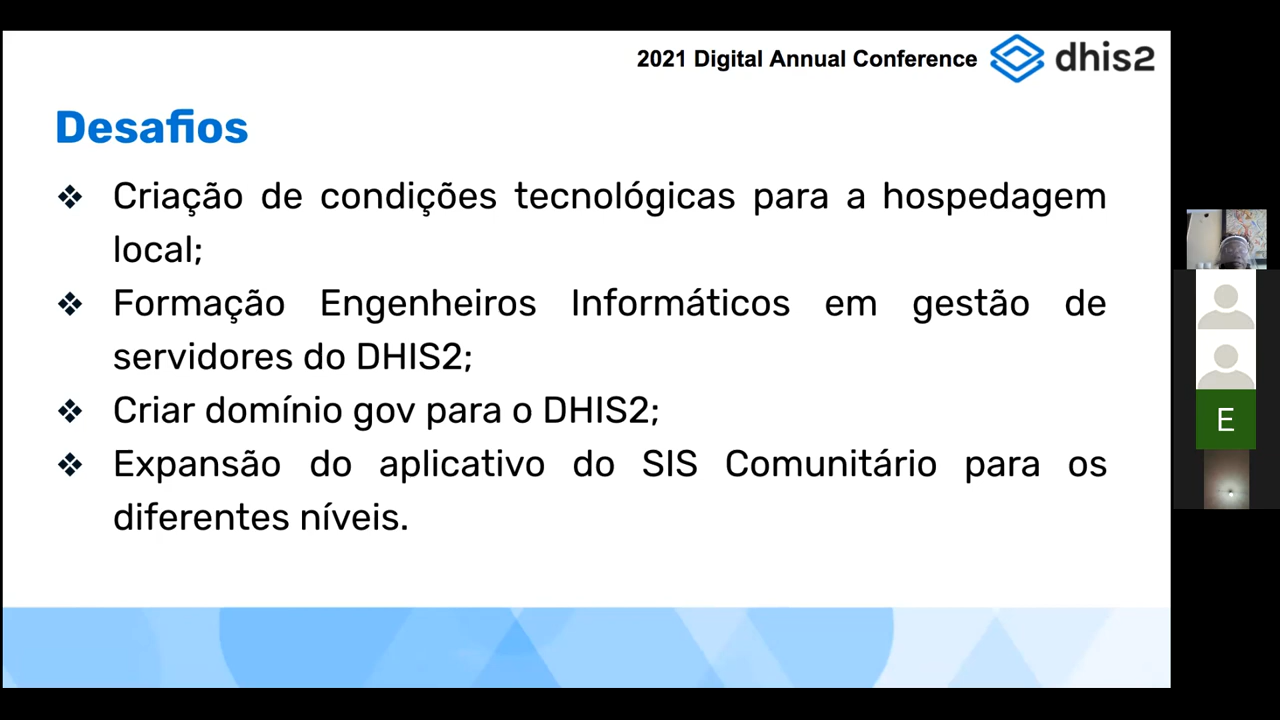 2021 Digital Annual Conference dhis2
Desafios
❖ Criação de condições tecnológicas para a hospedagem
local;
❖ Formação Engenheiros Informáticos em gestão de
servidores do DHIS2;
❖ Criar domínio gov para o DHIS2;
❖ Expansão do aplicativo do SIS Comunitário para os
diferentes níveis.
E